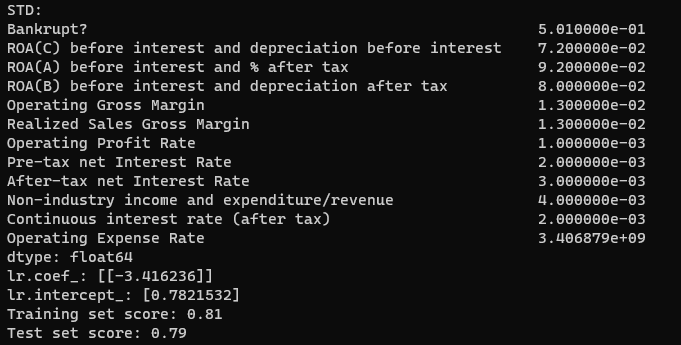 STD:
Bankrupt? 5.010000e-01
ROA(C) before interest and depreciation before interest 7.200000e-02
ROA(A) before interest and % after tax 9.200000e-02
ROA(B) before interest and depreciation after tax 8.000000e-02
Operating Gross Margin 1.300000e-02
Realized Sales Gross Margin 1.300000e-02
Operating Profit Rate 1.000000e-03
Pre-tax net Interest Rate 2.000000e-03
After-tax net Interest Rate 3.000000e-03
Non-industry income and expenditure/revenue 4.000000e-03
Continuous interest rate (after tax) 2.000000e-03
Operating Expense Rate 3.406879e+09
dtype: float64
lr.coef_: [[-3.416236]]
lr.intercept_: [0.7821532]
Training set score: 0.81
Test set score: 0.79